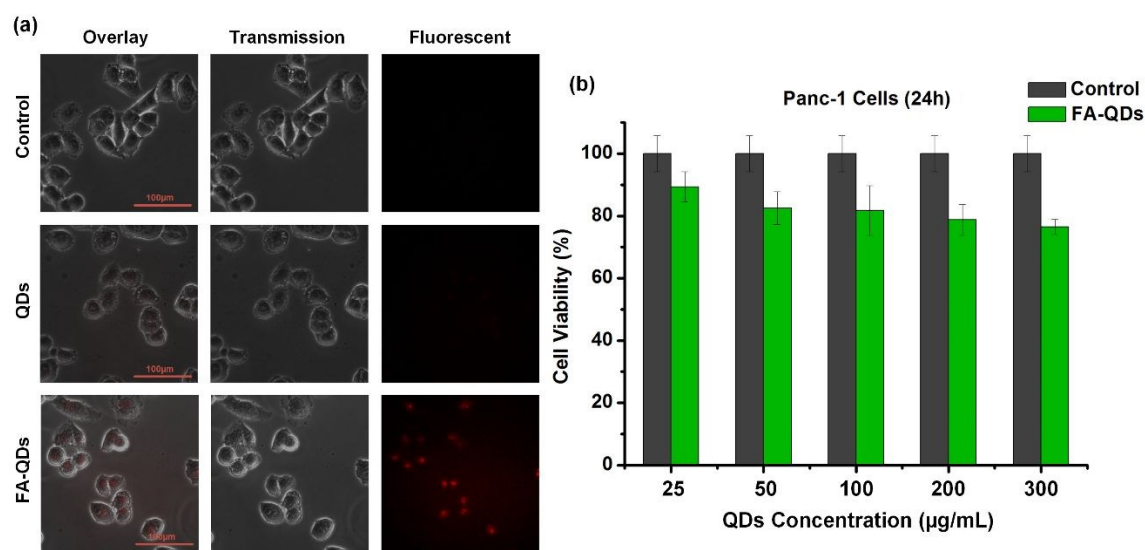 (a)
Overlay Transmission Fluorescent
Control
100µm
QDs
100µm
FA-QDs
100µm
(b)
Panc-1 Cells (24h)
Control
FA-QDs
Cell Viability (%)
100
80
60
40
20
0
25 50 100 200 300
QDs Concentration (µg/mL)